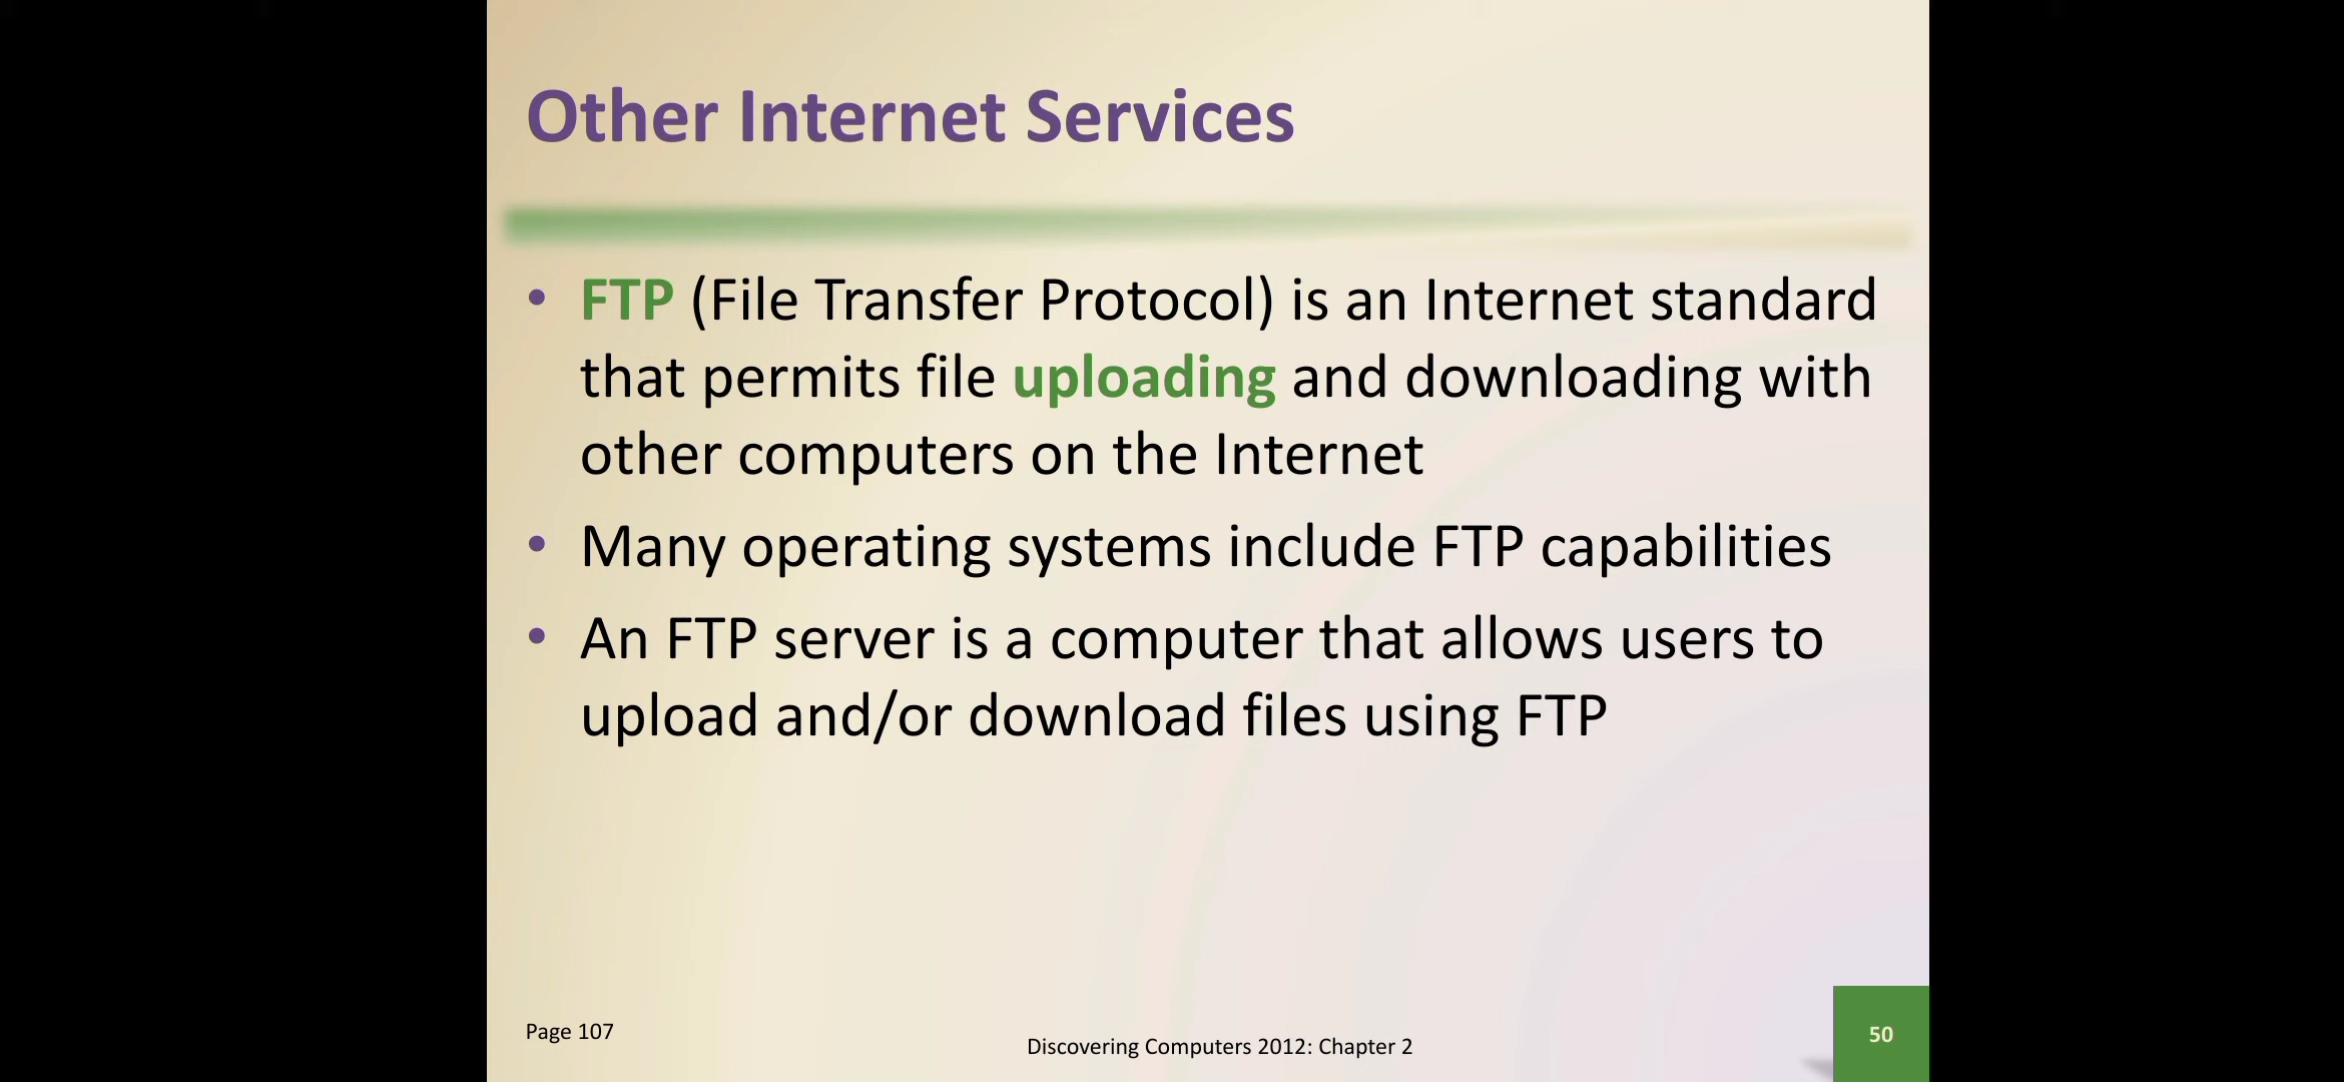 Other Internet Services
• FTP (File Transfer Protocol) is an Internet standard
that permits file uploading and downloading with
other computers on the Internet
• Many operating systems include FTP capabilities
• An FTP server is a computer that allows users to
upload and/or download files using FTP
Page 107
Discovering Computers 2012: Chapter 2
50